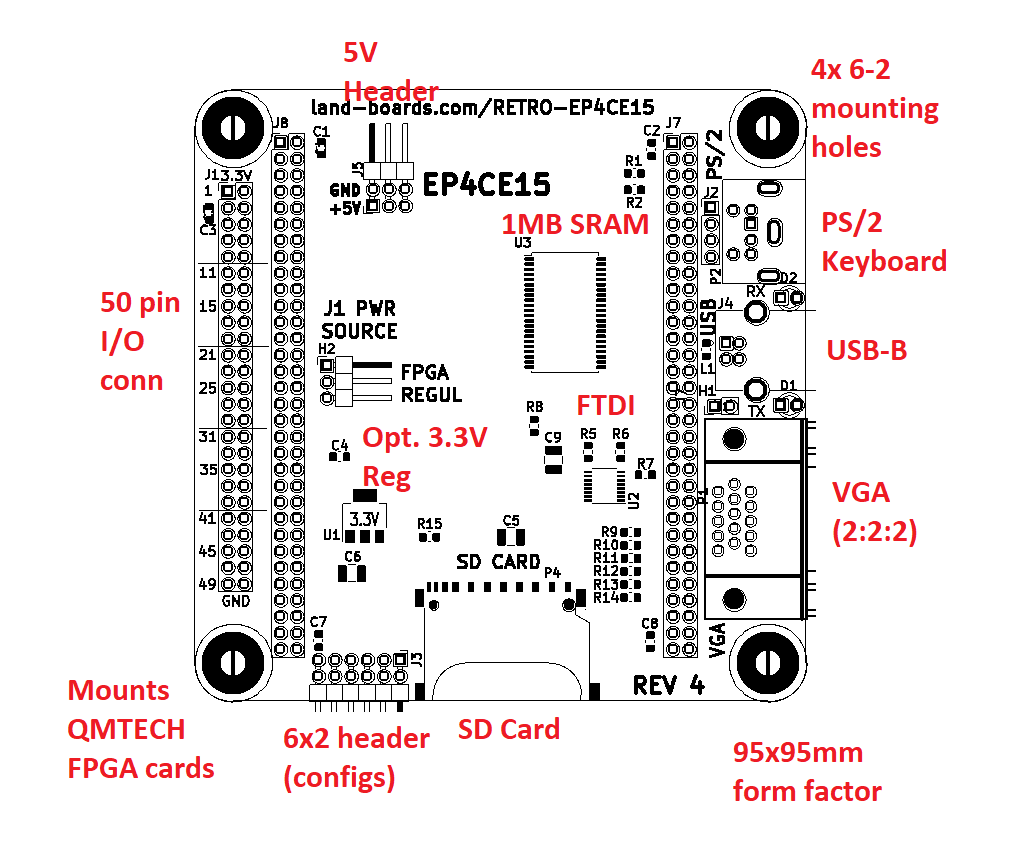 5V
Header
4x 6-2
mounting
holes
land-boards.com/RETRO-EP4CE15
J8
C1
C2
J7
PS/2
J1
3.3V
1
J5
GND
+5V
EP4CE15
R1
R2
J2
C3
1MB SRAM
U3
PS/2
Keyboard
P2
D2
11
50 pin
I/O
conn
15
J1 PWR
SOURCE
RX
J4
USB
21
H2
L1
USB-B
25
FPGA
REGUL
H1
D1
TX
FTDI
R8
31
Opt. 3.3V
Reg
C4
C9
R5
R6
35
R7
P1
VGA
(2:2:2)
U2
41
3.3V
U1
R15
C5
R9
R10
R11
R12
R13
R14
45
C6
SD CARD
P4
49
GND
C7
C8
VGA
J3
REV 4
Mounts
QMTECH
FPGA cards
6x2 header
(configs)
SD Card
95x95mm
form factor